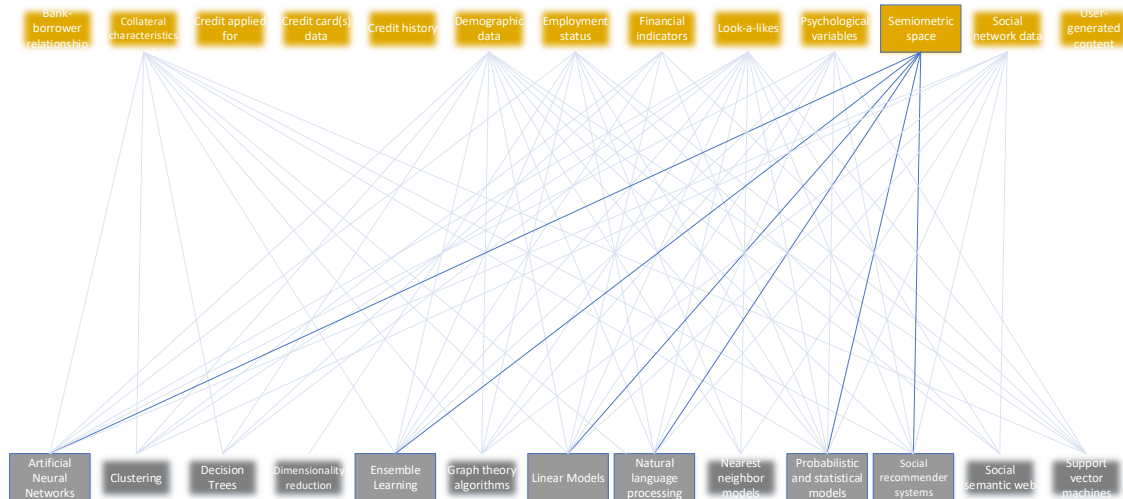 Bank-
borrower
relationship
Collateral
characteristics
Credit applied
for
Credit card(s)
data
Credit history
Demographic
data
Employment
status
Financial
indicators
Look-a-likes
Psychological
variables
Semiometric
space
Social
network data
User-
generated
content
Artificial
Neural
Networks
Clustering
Decision
Trees
Dimensionality
reduction
Ensemble
Learning
Graph theory
algorithms
Linear Models
Natural
language
processing
Nearest
neighbor
models
Probabilistic
and statistical
models
Social
recommender
systems
Social
semantic web
Support
vector
machines